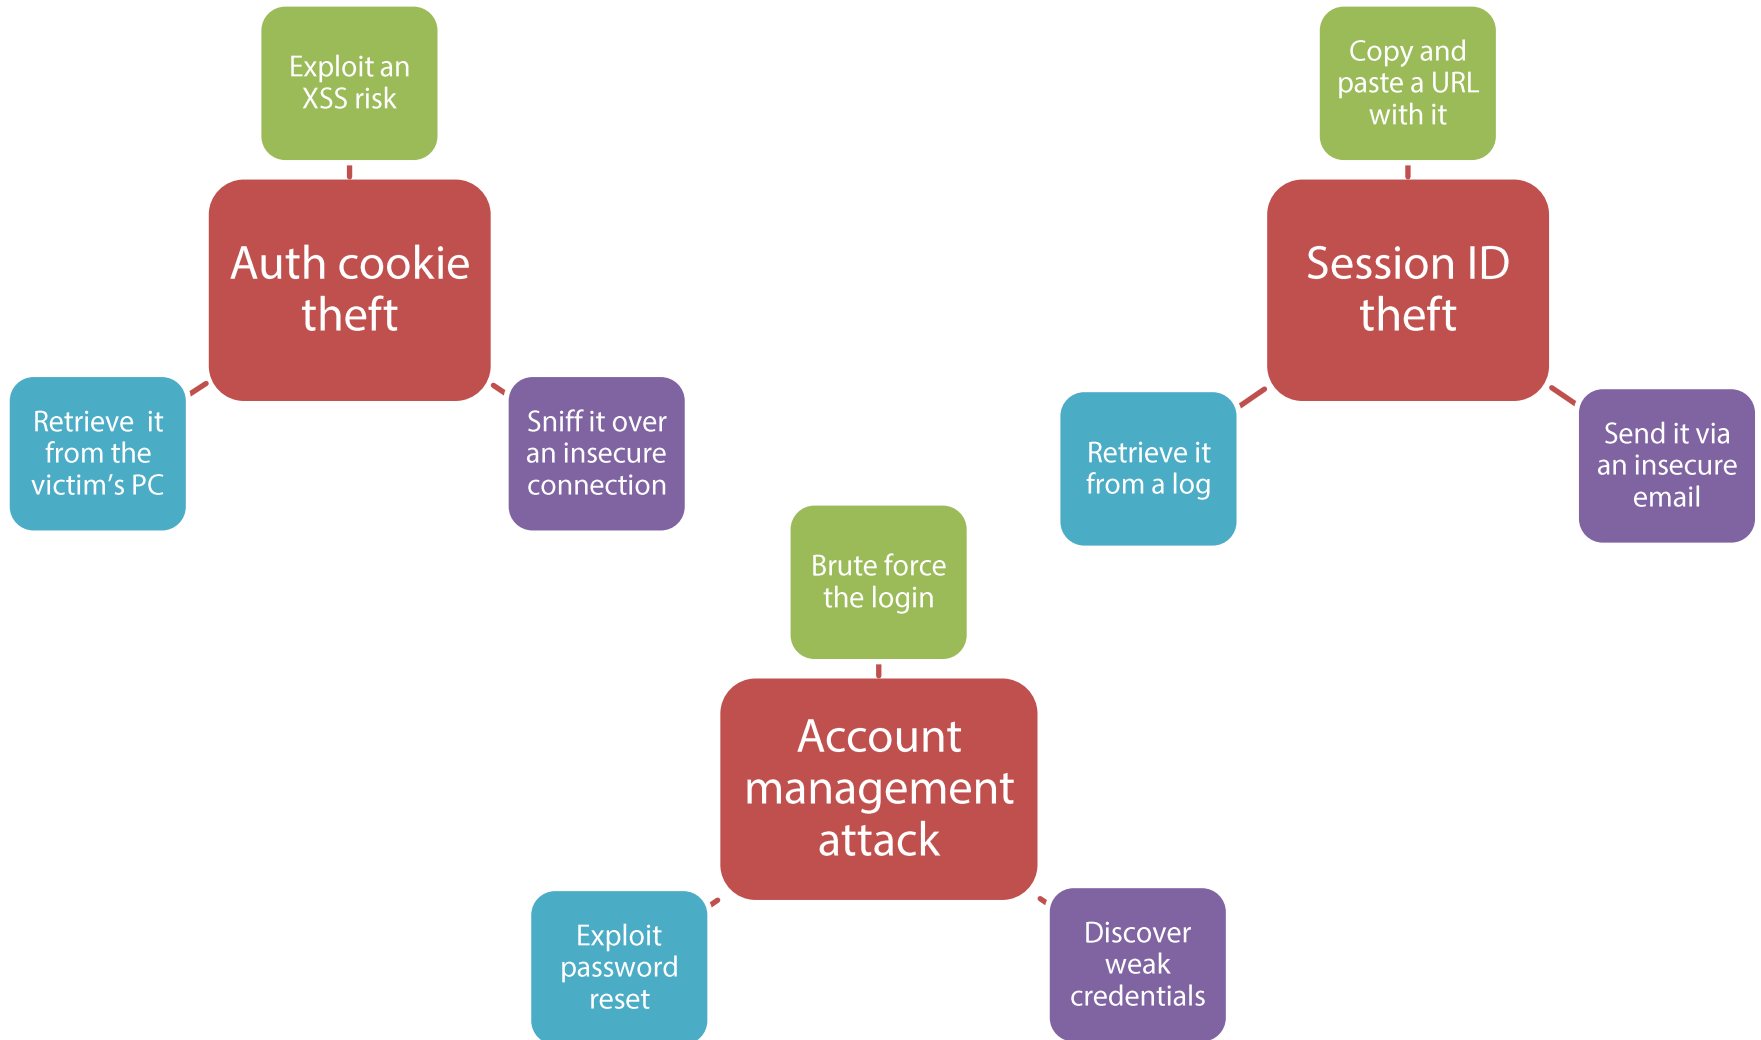 Exploit an
XSS risk
Auth cookie
theft
Retrieve  it
from the
victim’s PC
Sniff it over
an insecure
connection
Copy and
paste a URL
with it
Session ID
theft
Retrieve it
from a log
Send it via
an insecure
email
Brute force
the login
Account
management
attack
Exploit
password
reset
Discover
weak
credentials